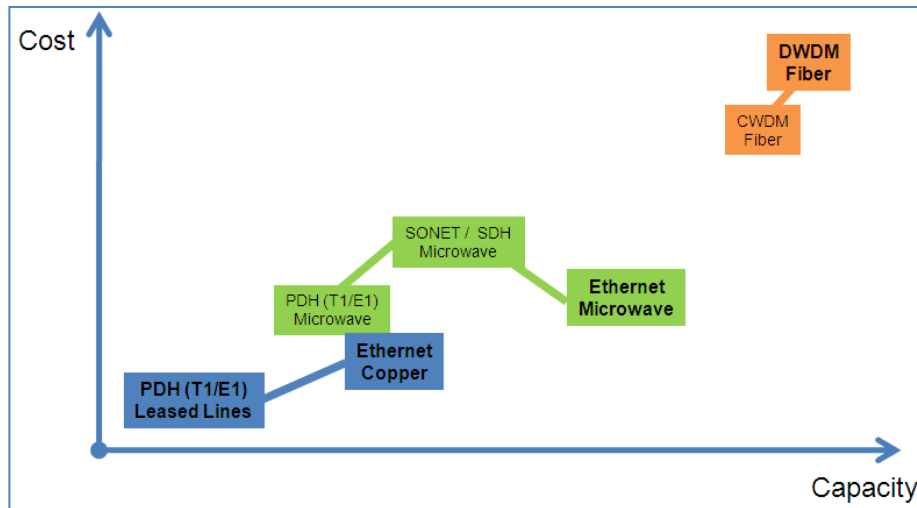 Cost
DWDM
Fiber
CWDM
Fiber
SONET / SDH
Microwave
PDH (T1/E1)
Microwave
Ethernet
Microwave
Ethernet
Copper
PDH (T1/E1)
Leased Lines
Capacity